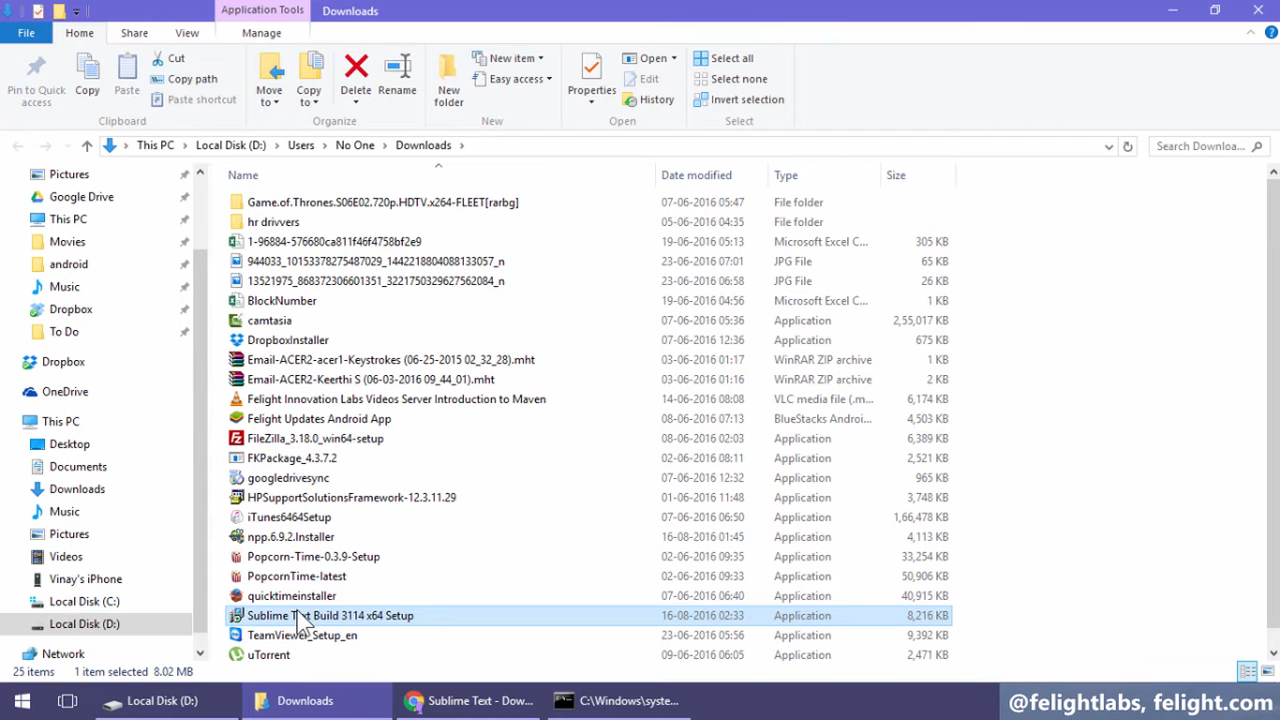 Application Tools
Downloads
File
Home
Share
View
Manage
Pin to Quick access
Copy
Paste
Cut
Copy path
Paste shortcut
Clipboard
Move to
Copy to
Delete
Rename
Organize
New folder
New item
Easy access
New
Properties
Open
Edit
History
Open
Select all
Select none
Invert selection
Select
This PC > Local Disk (D:) > Users > No One > Downloads >
Search Downloa...
Pictures
Google Drive
This PC
Movies
android
Music
Dropbox
To Do
Dropbox
OneDrive
This PC
Desktop
Documents
Downloads
Music
Pictures
Videos
Vinay's iPhone
Local Disk (C:)
Local Disk (D:)
Network
Name Date modified Type Size
Game.of.Thrones.S06E02.720p.HDTV.x264-FLEET[rarbg] 07-06-2016 05:47 File folder
hr drivvers 05-06-2016 04:35 File folder
1-96884-576680ca811f46f4758bf2e9 19-06-2016 05:13 Microsoft Excel C... 305 KB
944033_10153378275487029_1442218804088133057_n 23-06-2016 07:01 JPG File 65 KB
13521975_868372306601351_3221750329627562084_n 23-06-2016 06:58 JPG File 26 KB
BlockNumber 19-06-2016 04:56 Microsoft Excel C... 1 KB
camtasia 07-06-2016 05:36 Application 2,55,017 KB
DropboxInstaller 07-06-2016 12:36 Application 675 KB
Email-ACER2-acer1-Keystrokes (06-25-2015 02_32_28).mht 03-06-2016 01:17 WinRAR ZIP archive 1 KB
Email-ACER2-Keerthi S (06-03-2016 09_44_01).mht 03-06-2016 01:16 WinRAR ZIP archive 2 KB
Felight Innovation Labs Videos Server Introduction to Maven 14-06-2016 08:08 VLC media file (.m... 6,174 KB
Felight Updates Android App 08-06-2016 07:13 BlueStacks Androi... 4,503 KB
FileZilla_3.18.0_win64-setup 08-06-2016 02:03 Application 6,389 KB
FKPackage_4.3.7.2 02-06-2016 08:11 Application 2,521 KB
googledrivesync 07-06-2016 12:32 Application 965 KB
HPSupportSolutionsFramework-12.3.11.29 01-06-2016 11:48 Application 3,748 KB
iTunes6464Setup 07-06-2016 06:50 Application 1,66,478 KB
npp.6.9.2.Installer 16-08-2016 01:45 Application 4,113 KB
Popcorn-Time-0.3.9-Setup 02-06-2016 09:35 Application 33,254 KB
PopcornTime-latest 02-06-2016 09:33 Application 50,906 KB
quicktimeinstaller 07-06-2016 06:40 Application 40,915 KB
Sublime Text Build 3114 x64 Setup 16-08-2016 02:33 Application 8,216 KB
TeamViewer_Setup_en 23-06-2016 05:56 Application 9,392 KB
uTorrent 09-06-2016 06:05 Application 2,471 KB
25 items 1 item selected 8.02 MB
Local Disk (D:)
Downloads
Sublime Text - Dow...
C:\Windows\syste...
@felightlabs, felight.com